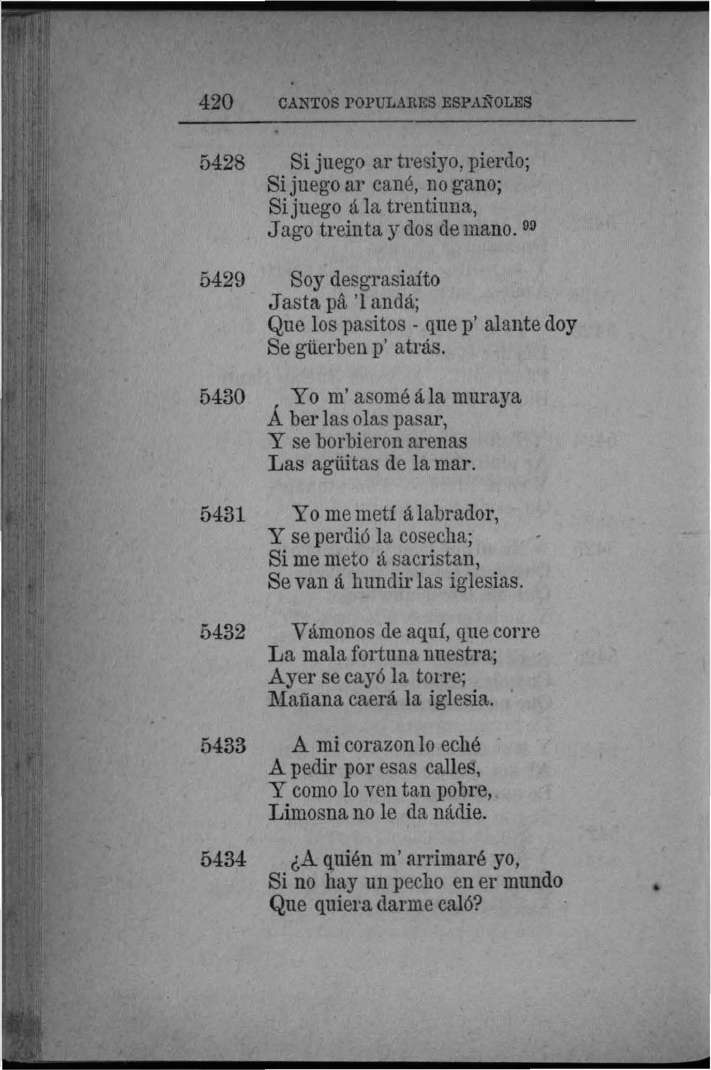 420 CANTOS POPULARES ESPAÑOLES
5428 Si juego ar tresiyo, pierdo;
Si juego ar cané, no gano;
Si juego á la trentiuna,
Jago treinta y dos de mano. 99
5429 Soy desgrasiaíto
Jasta pâ 'l andá;
Que los pasitos - que p' alante doy
Se güerben p' atrás.
5430 Yo m' asomé á la muraya
Á ber las olas pasar,
Y se borbieron arenas
Las agüitas de la mar.
5431 Yo me metí á labrador,
Y se perdió la cosecha;
Si me meto á sacristan,
Se van á hundir las iglesias.
5432 Vámonos de aquí, que corre
La mala fortuna nuestra;
Ayer se cayó la torre;
Mañana caerá la iglesia.
5433 A mi corazon lo eché
A pedir por esas calles,
Y como lo ven tan pobre,
Limosna no le da nádie.
5434 ¿A quién m' arrimaré yo,
Si no hay un pecho en er mundo
Que quiera darme caló?